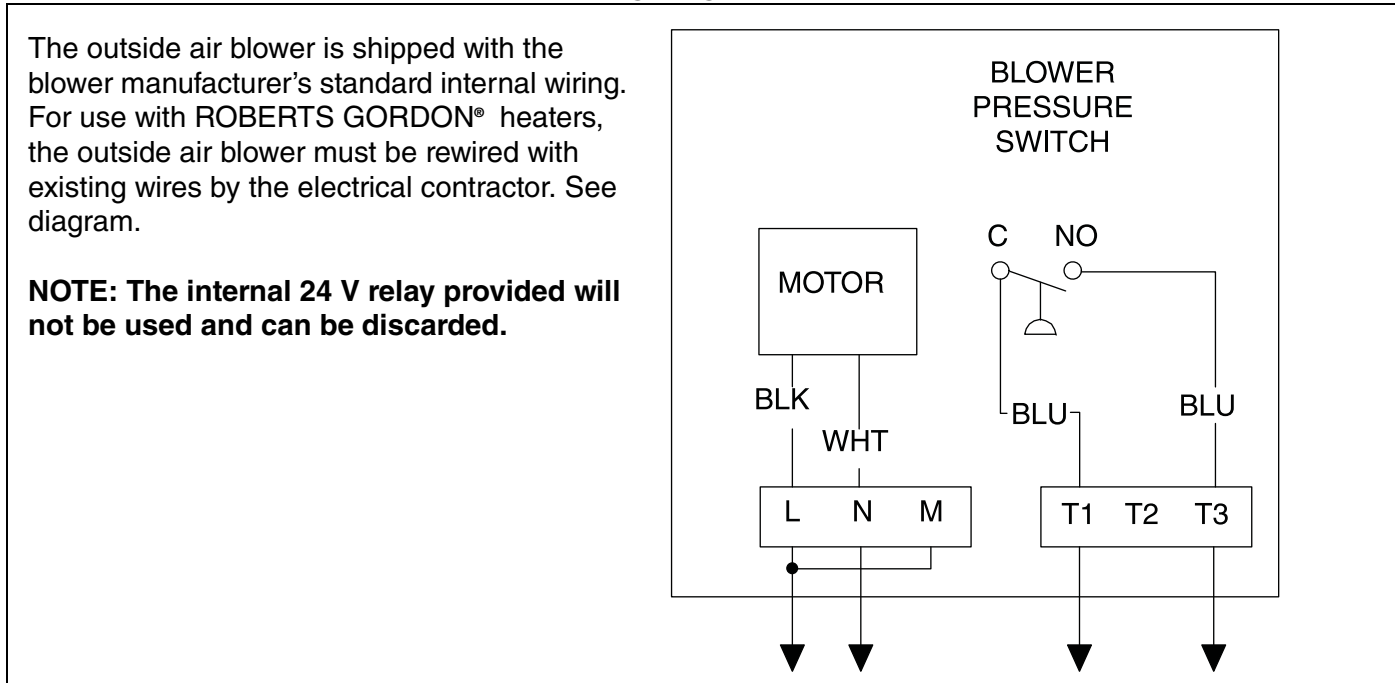 The outside air blower is shipped with the
blower manufacturer's standard internal wiring.
For use with ROBERTS GORDON® heaters,
the outside air blower must be rewired with
existing wires by the electrical contractor. See
diagram.
NOTE: The internal 24 V relay provided will
not be used and can be discarded.
BLOWER
PRESSURE
SWITCH
C NO
MOTOR
BLK
WHT
BLU
BLU
L N M
T1 T2 T3